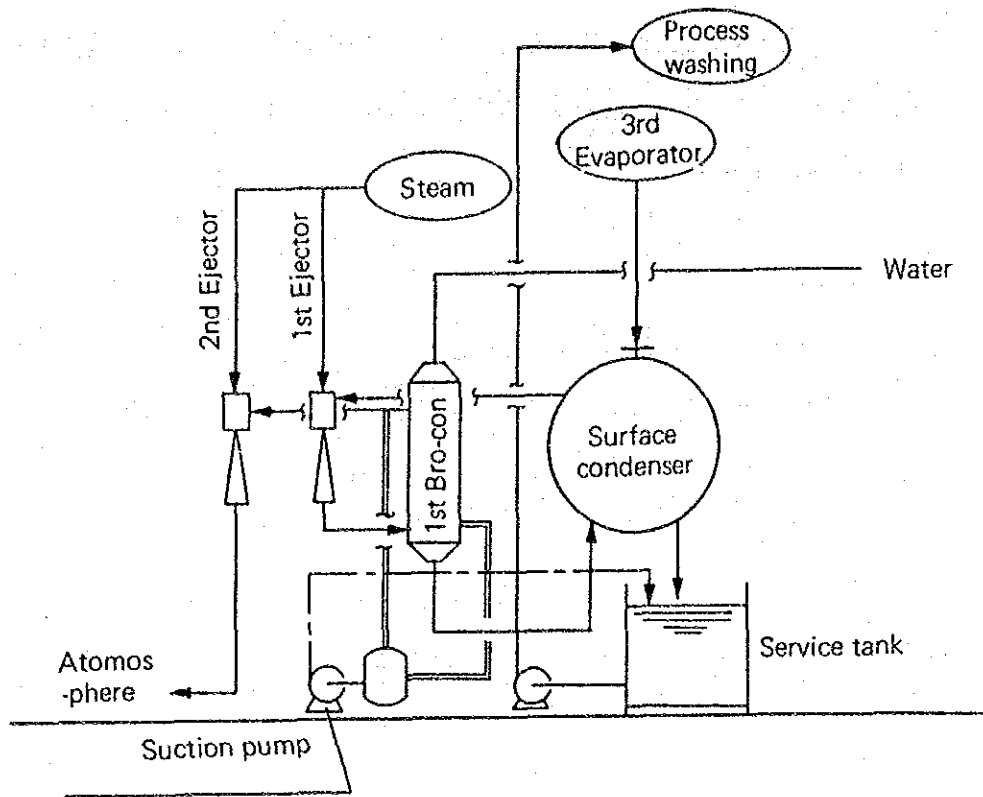 Process
washing
3rd
Evaporator
Steam
2nd Ejector
1st Ejector
Water
1st Bro-con
Surface
condenser
Service tank
Atomos
-phere
Suction pump